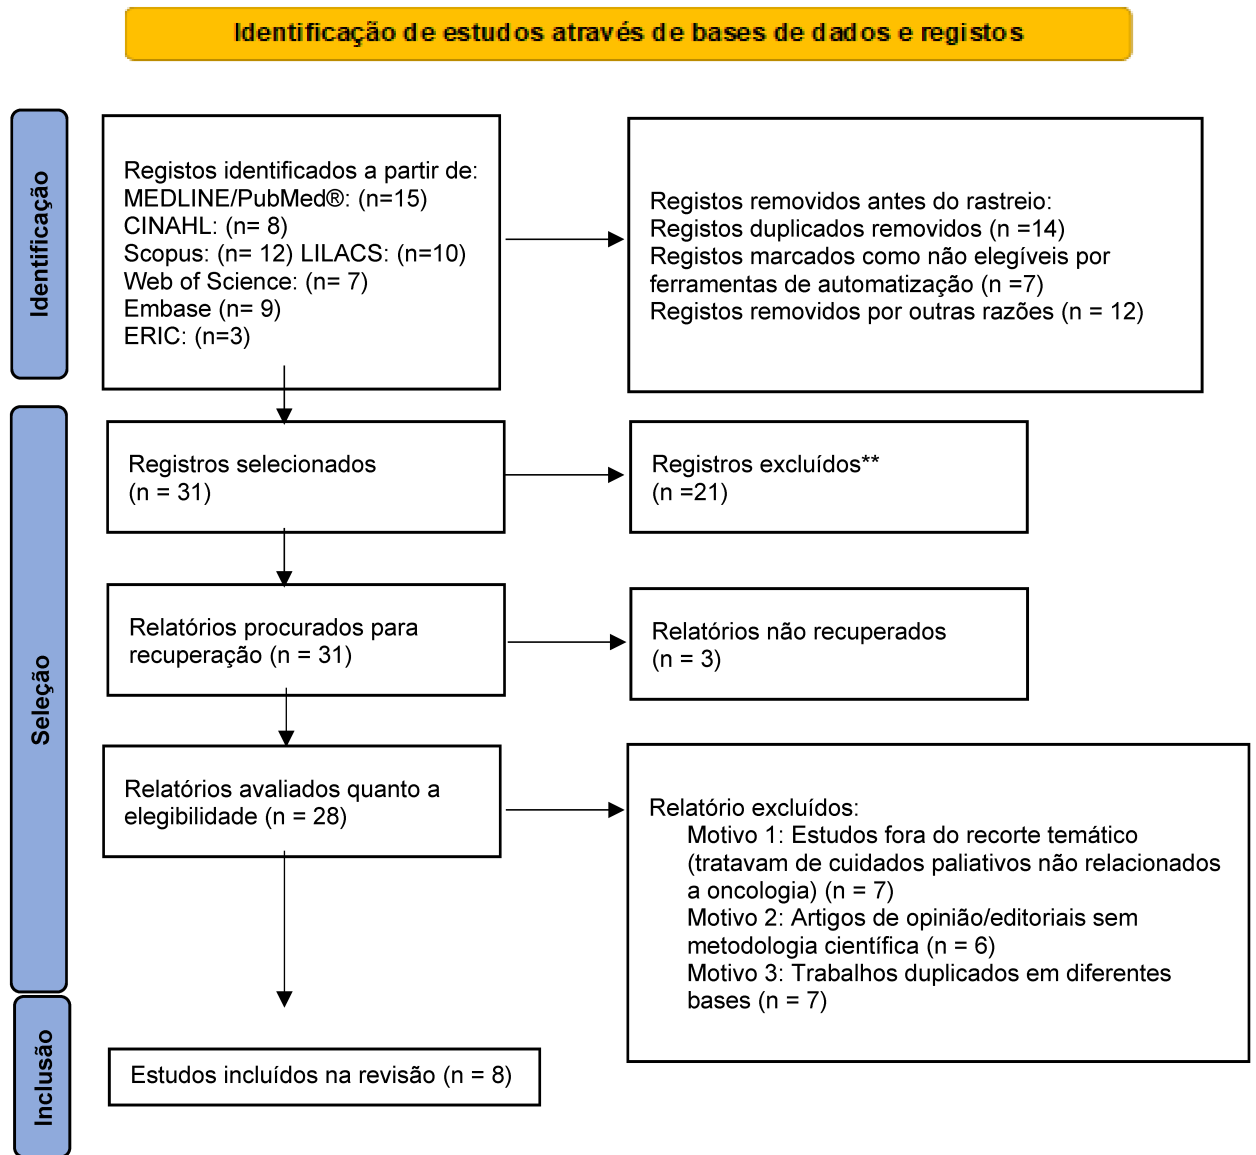 Identificação de estudos através de bases de dados e registos
Identificação
Registos identificados a partir de:
MEDLINE/PubMed®: (n=15)
CINAHL: (n= 8)
Scopus: (n= 12) LILACS: (n=10)
Web of Science: (n= 7)
Embase (n= 9)
ERIC: (n=3)
Registos removidos antes do rastreio:
Registos duplicados removidos (n =14)
Registos marcados como não elegíveis por
ferramentas de automatização (n =7)
Registos removidos por outras razões (n = 12)
Seleção
Registros selecionados
(n = 31)
Registros excluídos**
(n =21)
Relatórios procurados para
recuperação (n = 31)
Relatórios não recuperados
(n = 3)
Relatórios avaliados quanto a
elegibilidade (n = 28)
Relatório excluídos:
Motivo 1: Estudos fora do recorte temático
(tratavam de cuidados paliativos não relacionados
a oncologia) (n = 7)
Motivo 2: Artigos de opinião/editoriais sem
metodologia científica (n = 6)
Motivo 3: Trabalhos duplicados em diferentes
bases (n = 7)
Inclusão
Estudos incluídos na revisão (n = 8)